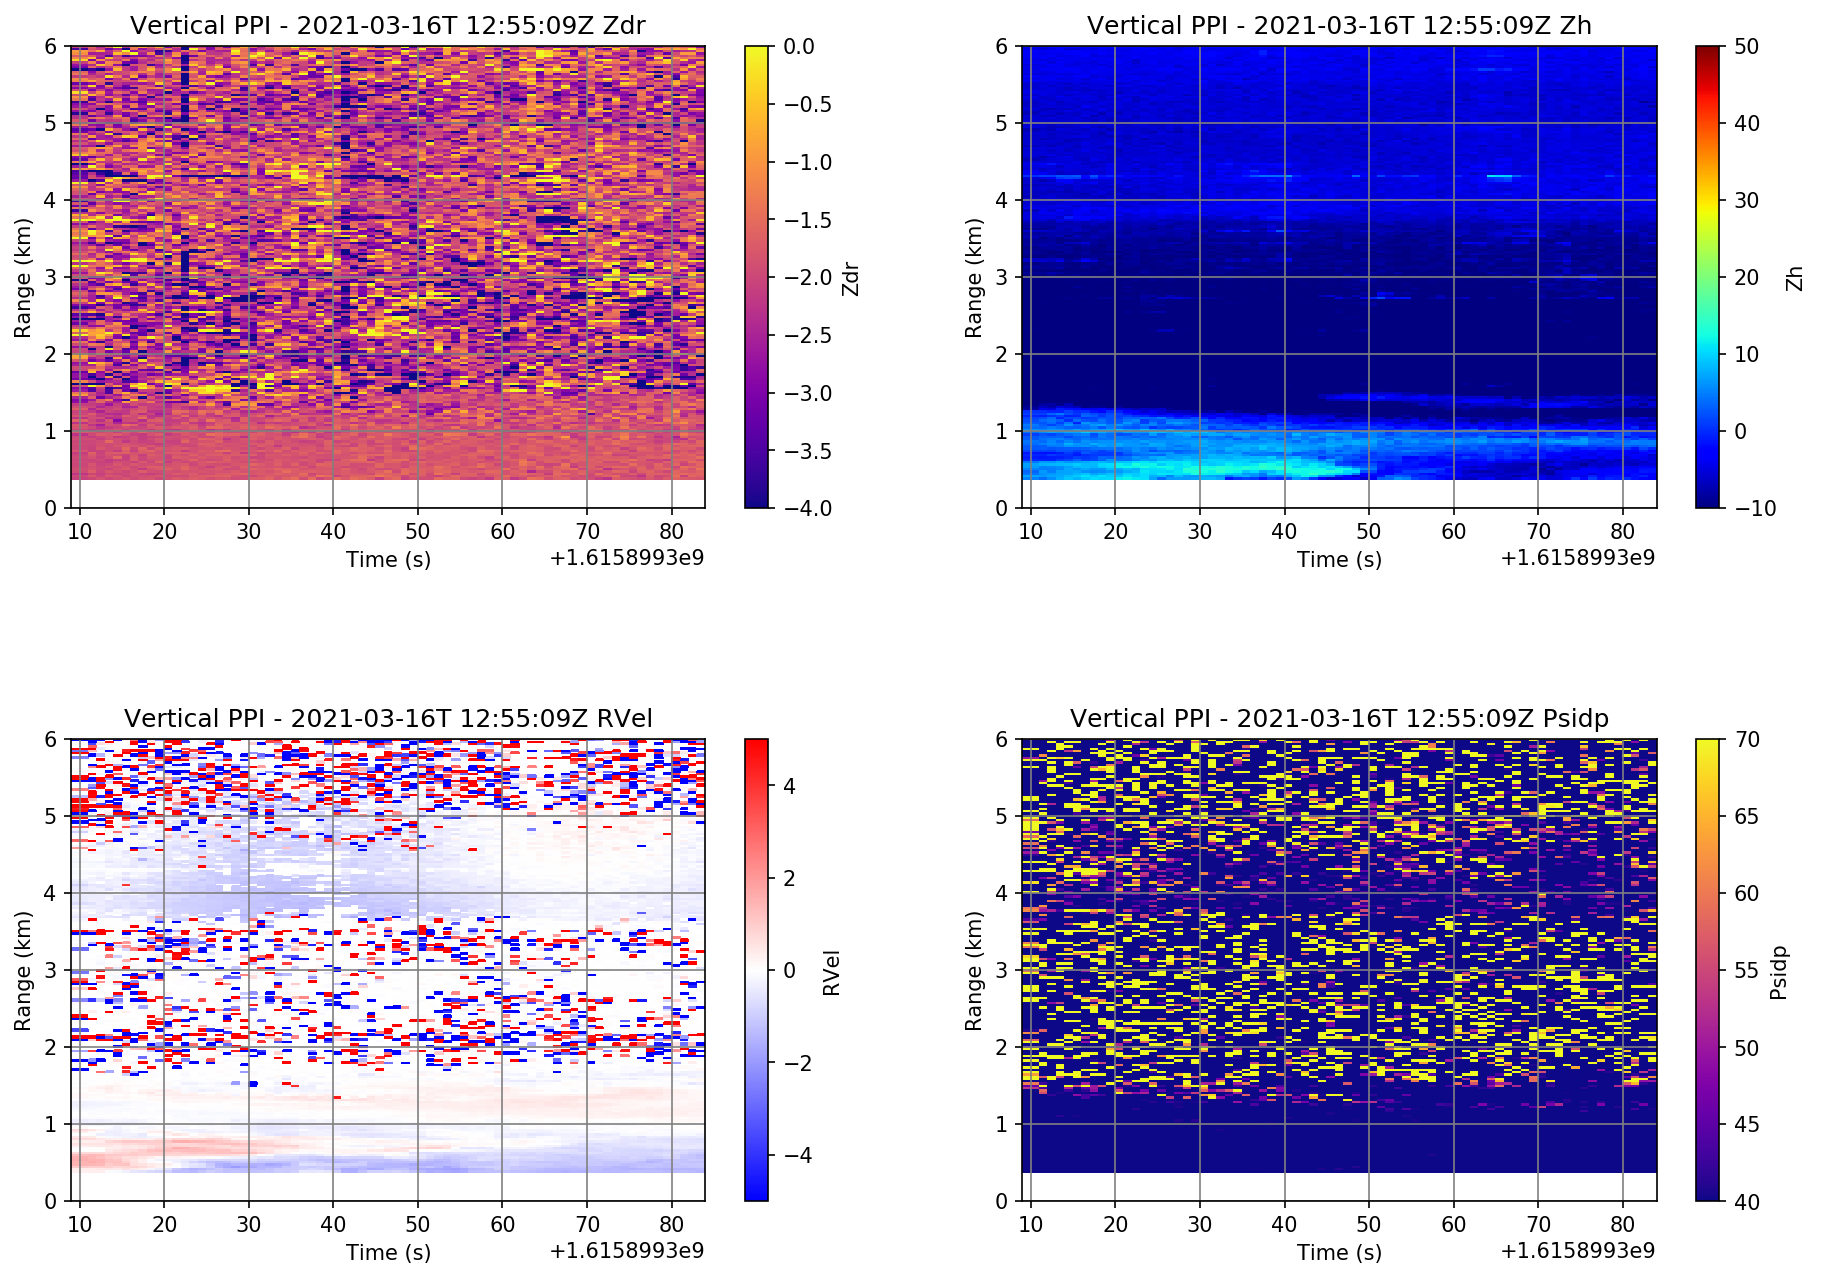 Vertical PPI - 2021-03-16T 12:55:09Z Zdr
6
5
4
3
2
1
0
Range (km)
10 20 30 40 50 60 70 80
Time (s)
+1.6158993e9
0.0
−0.5
−1.0
−1.5
−2.0
−2.5
−3.0
−3.5
−4.0
Zdr
Vertical PPI - 2021-03-16T 12:55:09Z Zh
6
5
4
3
2
1
0
Range (km)
10 20 30 40 50 60 70 80
Time (s)
+1.6158993e9
50
40
30
20
10
0
−10
Zh
Vertical PPI - 2021-03-16T 12:55:09Z RVel
6
5
4
3
2
1
0
Range (km)
10 20 30 40 50 60 70 80
Time (s)
+1.6158993e9
4
2
0
−2
−4
RVel
Vertical PPI - 2021-03-16T 12:55:09Z Psidp
6
5
4
3
2
1
0
Range (km)
10 20 30 40 50 60 70 80
Time (s)
+1.6158993e9
70
65
60
55
50
45
40
Psidp